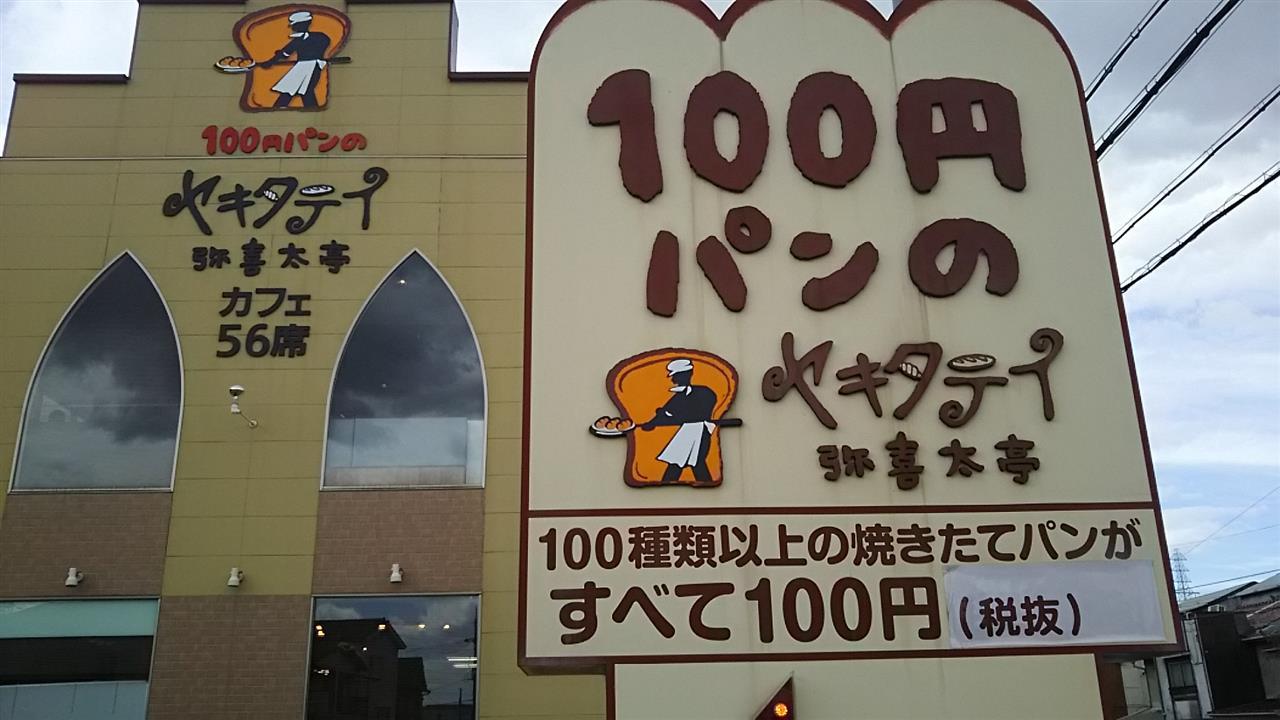 100円パンの
ヤキタテイ
弥喜太亭
カフェ
56席
100円
パンの
ヤキタテイ
弥喜太亭
100種類以上の焼きたてパンが
すべて100円(税抜)